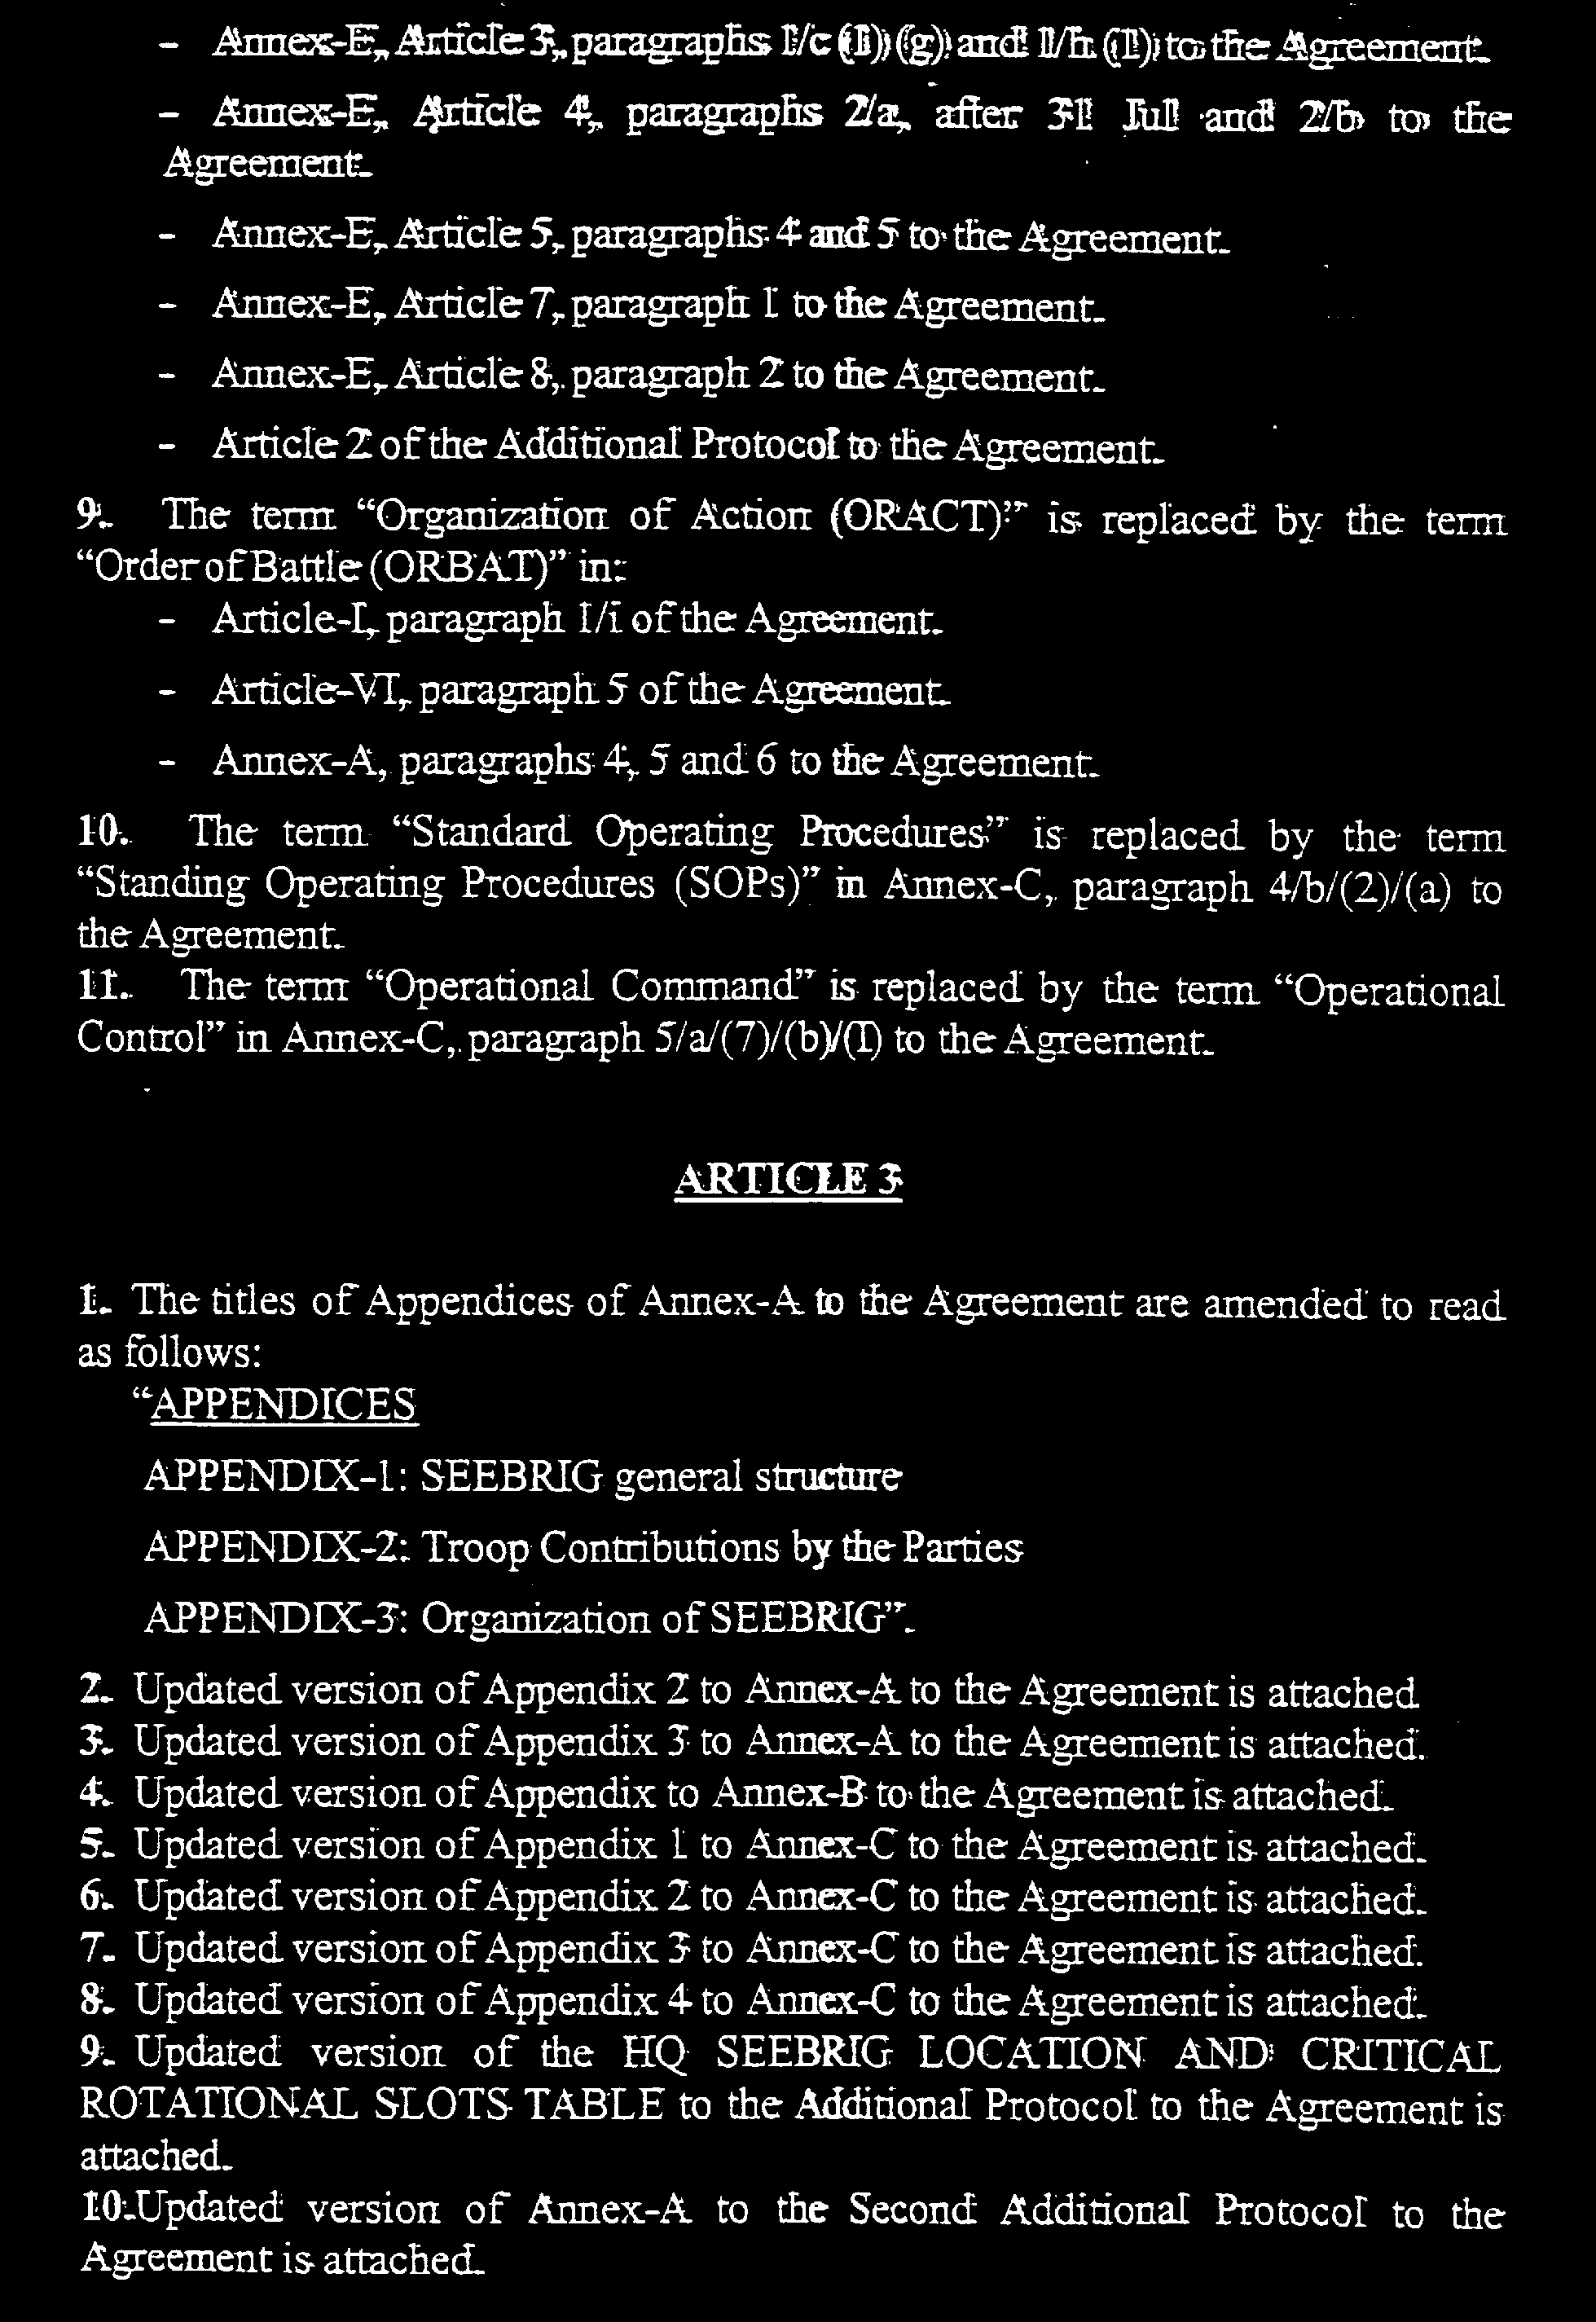 - Annex-E, Article 3, paragraphs 1/c (1) (g) and 1/h (1) to the Agreement.
- Annex-E, Article 4, paragraphs 2/a, after 31 Jul and 2/b to the
Agreement.
- Annex-E, Article 5, paragraphs 4 and 5 to the Agreement.
- Annex-E, Article 7, paragraph 1 to the Agreement.
- Annex-E, Article 8, paragraph 2 to the Agreement.
- Article 2 of the Additional Protocol to the Agreement.
9. The term “Organization of Action (ORACT)” is replaced by the term
“Order of Battle (ORBAT)” in:
- Article-I, paragraph 1/i of the Agreement.
- Article-VI, paragraph 5 of the Agreement.
- Annex-A, paragraphs 4, 5 and 6 to the Agreement.
10. The term “Standard Operating Procedures” is replaced by the term
“Standing Operating Procedures (SOPs)” in Annex-C, paragraph 4/b/(2)/(a) to
the Agreement.
11. The term “Operational Command” is replaced by the term “Operational
Control” in Annex-C, paragraph 5/a/(7)/(b)/(1) to the Agreement.
ARTICLE 3
1. The titles of Appendices of Annex-A to the Agreement are amended to read
as follows:
“APPENDICES
APPENDIX-1: SEEBRIG general structure
APPENDIX-2: Troop Contributions by the Parties
APPENDIX-3: Organization of SEEBRIG”.
2. Updated version of Appendix 2 to Annex-A to the Agreement is attached
3. Updated version of Appendix 3 to Annex-A to the Agreement is attached.
4. Updated version of Appendix to Annex-B to the Agreement is attached.
5. Updated version of Appendix 1 to Annex-C to the Agreement is attached.
6. Updated version of Appendix 2 to Annex-C to the Agreement is attached.
7. Updated version of Appendix 3 to Annex-C to the Agreement is attached.
8. Updated version of Appendix 4 to Annex-C to the Agreement is attached.
9. Updated version of the HQ SEEBRIG LOCATION AND CRITICAL
ROTATIONAL SLOTS TABLE to the Additional Protocol to the Agreement is
attached.
10.Updated version of Annex-A to the Second Additional Protocol to the
Agreement is attached.